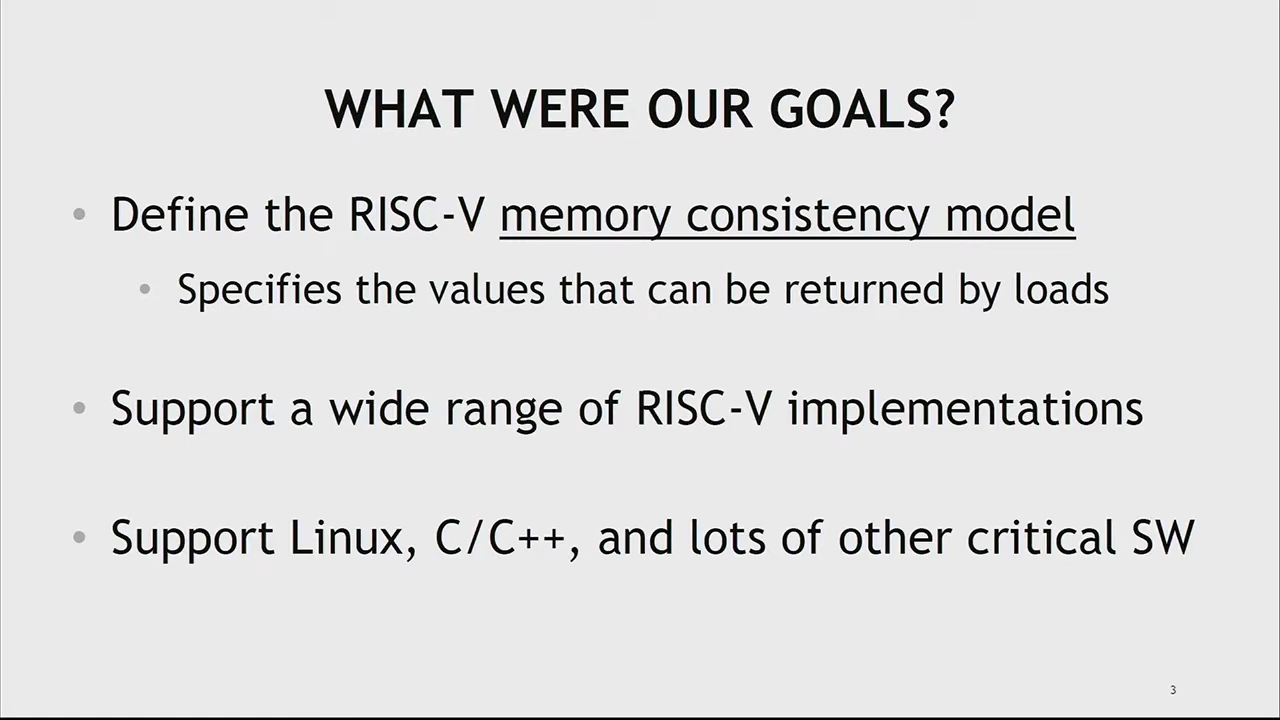 WHAT WERE OUR GOALS?
• Define the RISC-V memory consistency model
• Specifies the values that can be returned by loads
• Support a wide range of RISC-V implementations
• Support Linux, C/C++, and lots of other critical SW
3